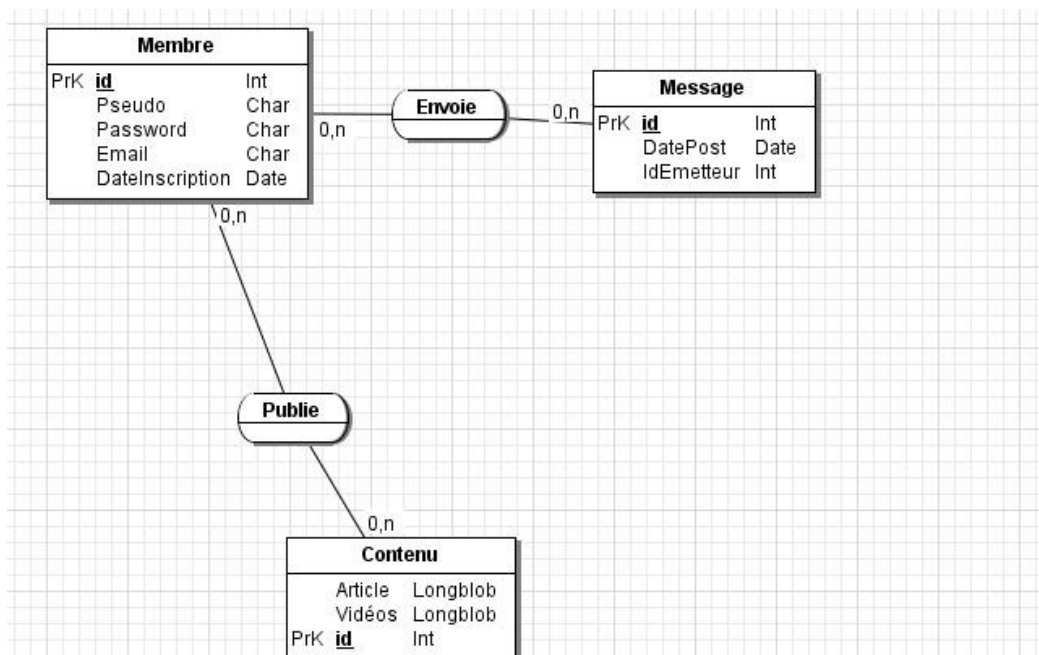 Membre
PrK id Int
Pseudo Char
Password Char
Email Char
DateInscription Date
0,n
Envoie
0,n
Message
PrK id Int
DatePost Date
IdEmetteur Int
0,n
Publie
0,n
Contenu
Article Longblob
Vidéos Longblob
PrK id Int